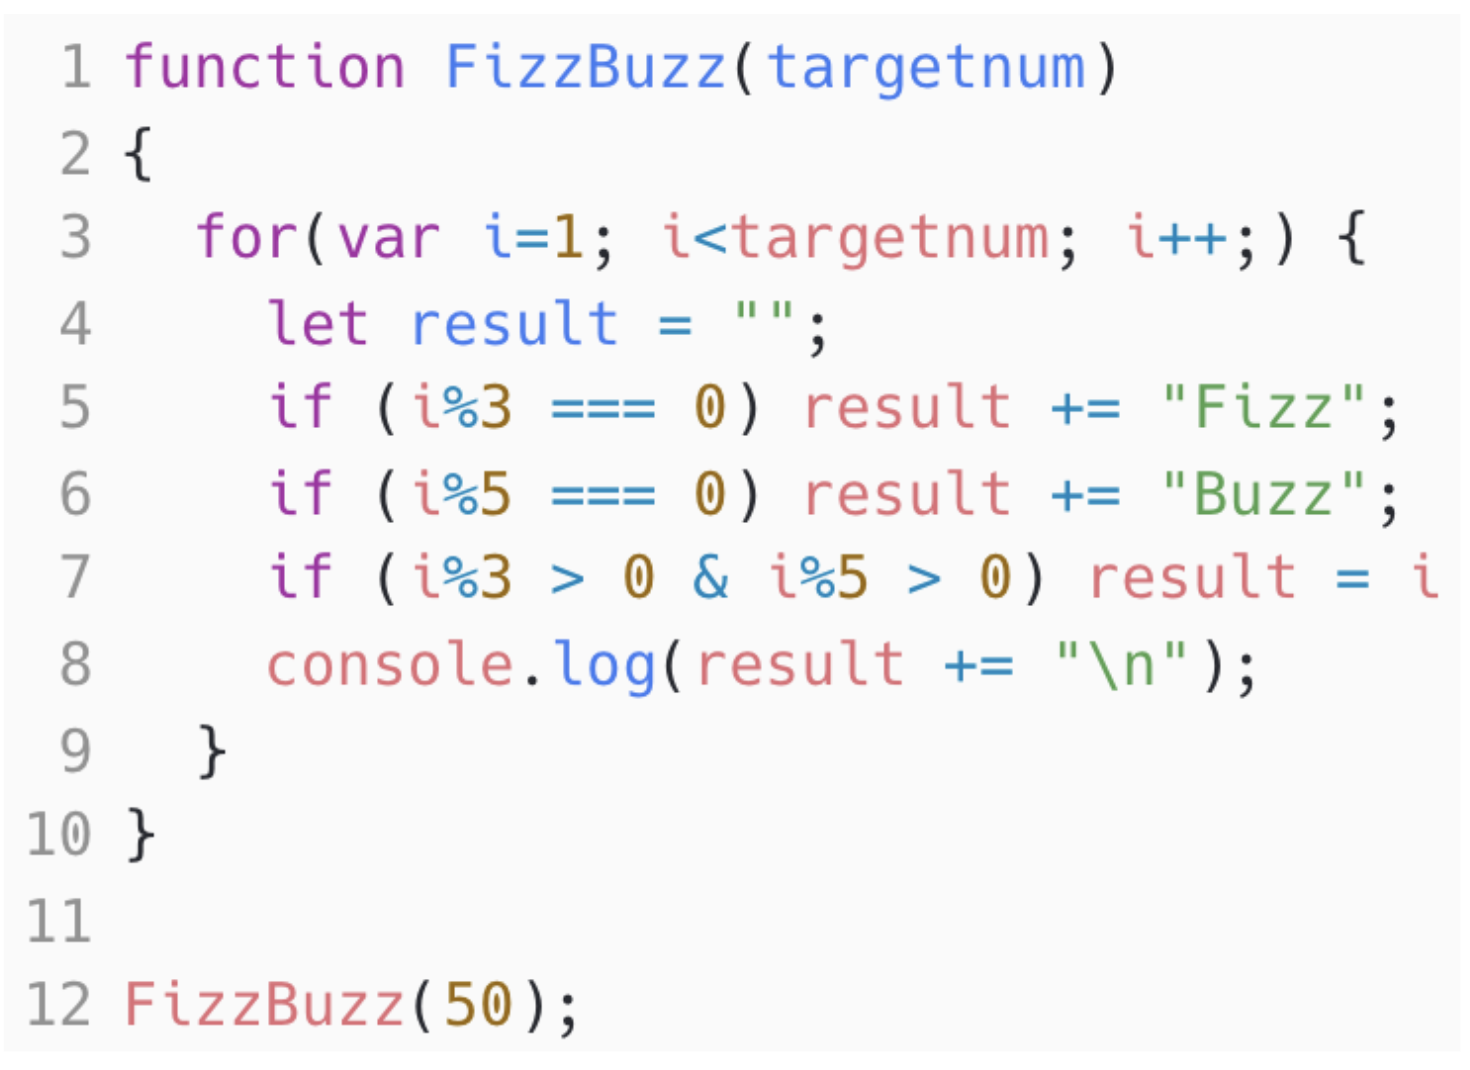 1 function FizzBuzz(targetnum)
2 {
3   for(var i=1; i<targetnum; i++;) {
4     let result = "";
5     if (i%3 === 0) result += "Fizz";
6     if (i%5 === 0) result += "Buzz";
7     if (i%3 > 0 & i%5 > 0) result = i
8     console.log(result += "\n");
9   }
10 }
11
12 FizzBuzz(50);